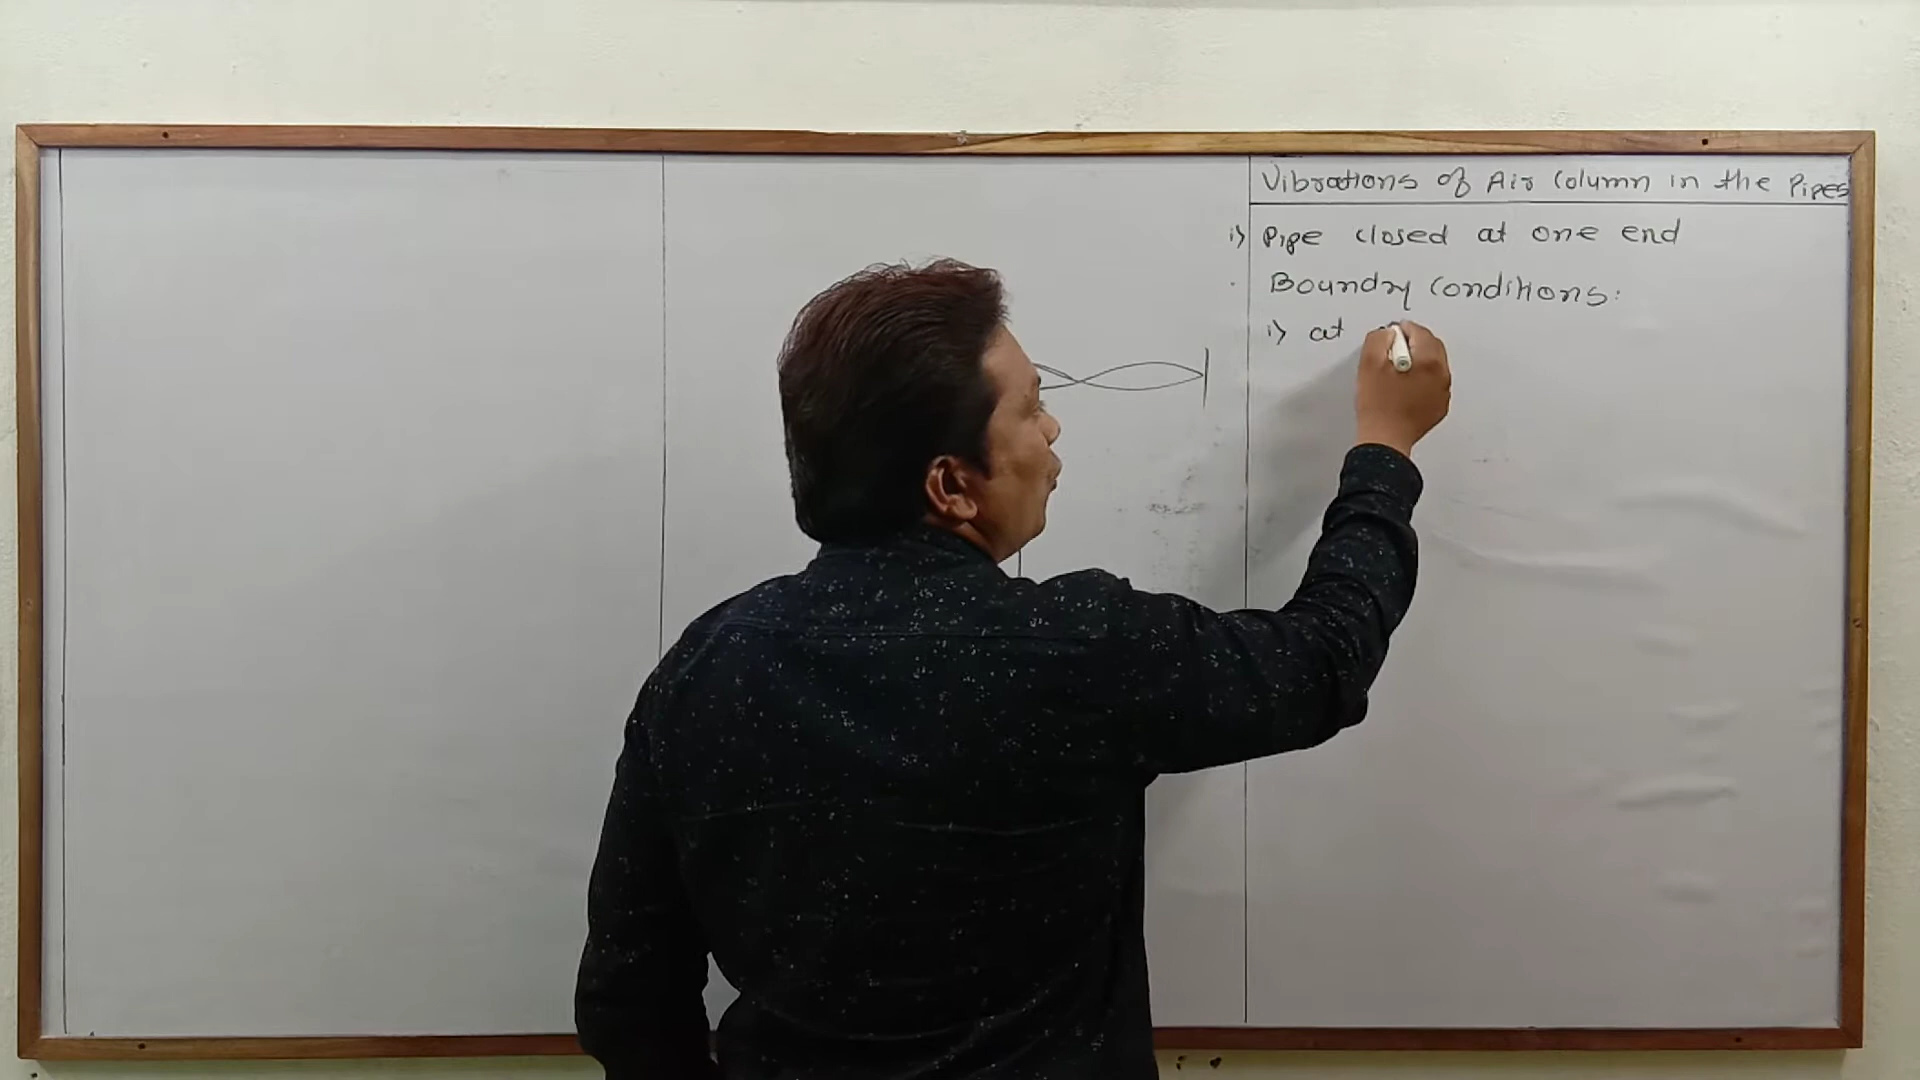 Vibrations of Air Column in the Pipes
i) Pipe closed at one end
· Boundry Conditions:
i) at